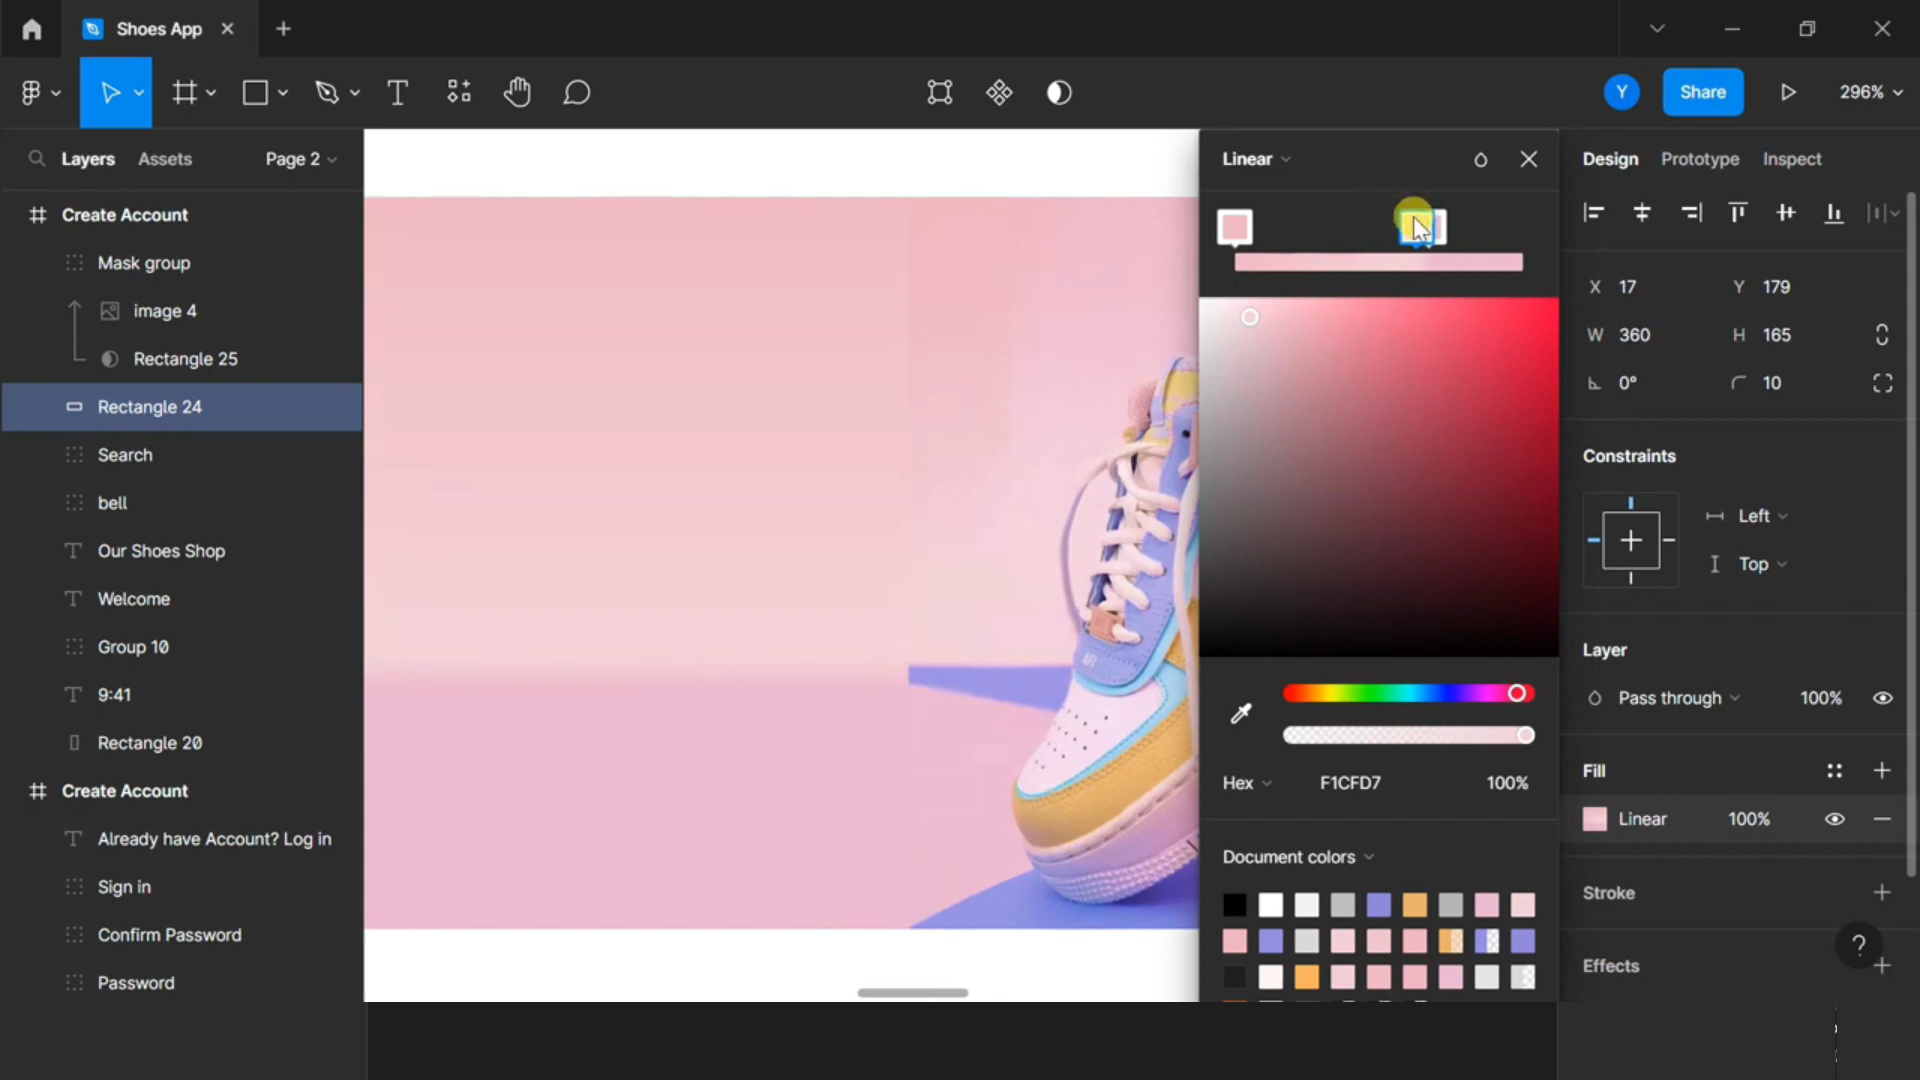 Shoes App
Share
296%
Layers
Assets
Page 2
Create Account
Mask group
image 4
Rectangle 25
Rectangle 24
Search
bell
Our Shoes Shop
Welcome
Group 10
9:41
Rectangle 20
Create Account
Already have Account? Log in
Sign in
Confirm Password
Password
AF1
Linear
Hex
F1CFD7
100%
Document colors
Design
Prototype
Inspect
X 17
Y 179
W 360
H 165
0°
10
Constraints
Left
Top
Layer
Pass through
100%
Fill
Linear
100%
Stroke
Effects
?